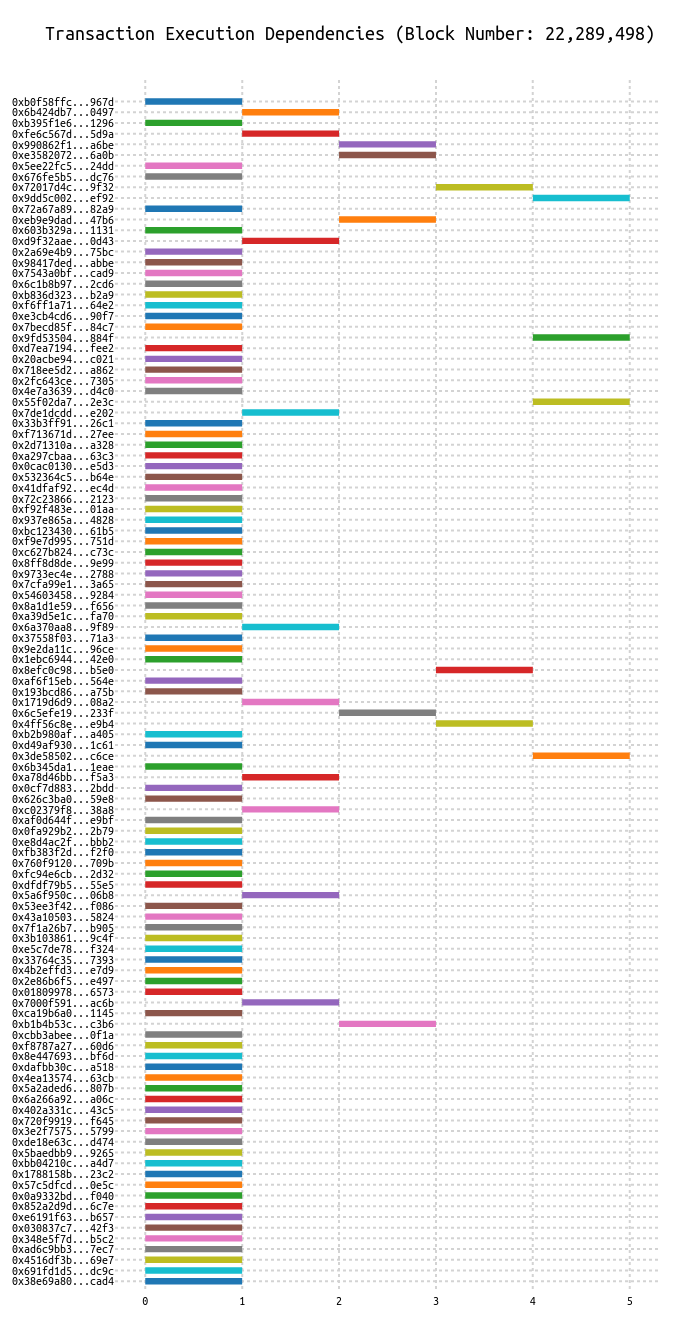 Transaction Execution Dependencies (Block Number: 22,289,498)
0xb0f58ffc...967d
0x6b424db7...0497
0xb395f1e6...1296
0xfe6c567d...5d9a
0x990862f1...a6be
0xe3582072...6a0b
0x5ee22fc5...24dd
0x676fe5b5...dc76
0x72017d4c...9f32
0x9dd5c002...ef92
0x72a67a89...82a9
0xeb9e9dad...47b6
0x603b329a...1131
0xd9f32aae...0d43
0x2a69e4b9...75bc
0x98417ded...abbe
0x7543a0bf...cad9
0x6c1b8b97...2cd6
0xb836d323...b2a9
0xf6ff1a71...64e2
0xe3cb4cd6...90f7
0x7becd85f...84c7
0x9fd53504...884f
0xd7ea7194...fee2
0x20acbe94...c021
0x718ee5d2...a862
0x2fc643ce...7305
0x4e7a3639...d4c0
0x55f02da7...2e3c
0x7de1dcdd...e202
0x33b3ff91...26c1
0xf713671d...27ee
0x2d71310a...a328
0xa297cbaa...63c3
0x0cac0130...e5d3
0x532364c5...b64e
0x41dfaf92...ec4d
0x72c23866...2123
0xf92f483e...01aa
0x937e865a...4828
0xbc123430...61b5
0xf9e7d995...751d
0xc627b824...c73c
0x8ff8d8de...9e99
0x9733ec4e...2788
0x7cfa99e1...3a65
0x54603458...9284
0x8a1d1e59...f656
0xa39d5e1c...fa70
0x6a370aa8...9f89
0x37558f03...71a3
0x9e2da11c...96ce
0x1ebc6944...42e0
0x8efc0c98...b5e0
0xaf6f15eb...564e
0x193bcd86...a75b
0x1719d6d9...08a2
0x6c5efe19...233f
0x4ff56c8e...e9b4
0xb2b980af...a405
0xd49af930...1c61
0x3de58502...c6ce
0x6b345da1...1eae
0xa78d46bb...f5a3
0x0cf7d883...2bdd
0x626c3ba0...59e8
0xc02379f8...38a8
0xaf0d644f...e9bf
0x0fa929b2...2b79
0xe8d4ac2f...bbb2
0xfb383f2d...f2f0
0x760f9120...709b
0xfc94e6cb...2d32
0xdfdf79b5...55e5
0x5a6f950c...06b8
0x53ee3f42...f086
0x43a10503...5824
0x7f1a26b7...b905
0x3b103861...9c4f
0xe5c7de78...f324
0x33764c35...7393
0x4b2effd3...e7d9
0x2e86b6f5...e497
0x01809978...6573
0x7000f591...ac6b
0xca19b6a0...1145
0xb1b4b53c...c3b6
0xcbb3abee...0f1a
0xf8787a27...60d6
0x8e447693...bf6d
0xdafbb30c...a518
0x4ea13574...63cb
0x5a2aded6...807b
0x6a266a92...a06c
0x402a331c...43c5
0x720f9919...f645
0x3e2f7575...5799
0xde18e63c...d474
0x5baedbb9...9265
0xbb04210c...a4d7
0x1788158b...23c2
0x57c5dfcd...0e5c
0x0a9332bd...f040
0x852a2d9d...6c7e
0xe6191f63...b657
0x030837c7...42f3
0x348e5f7d...b5c2
0xad6c9bb3...7ec7
0x4516df3b...69e7
0x691fd1d5...dc9c
0x38e69a80...cad4
0 1 2 3 4 5